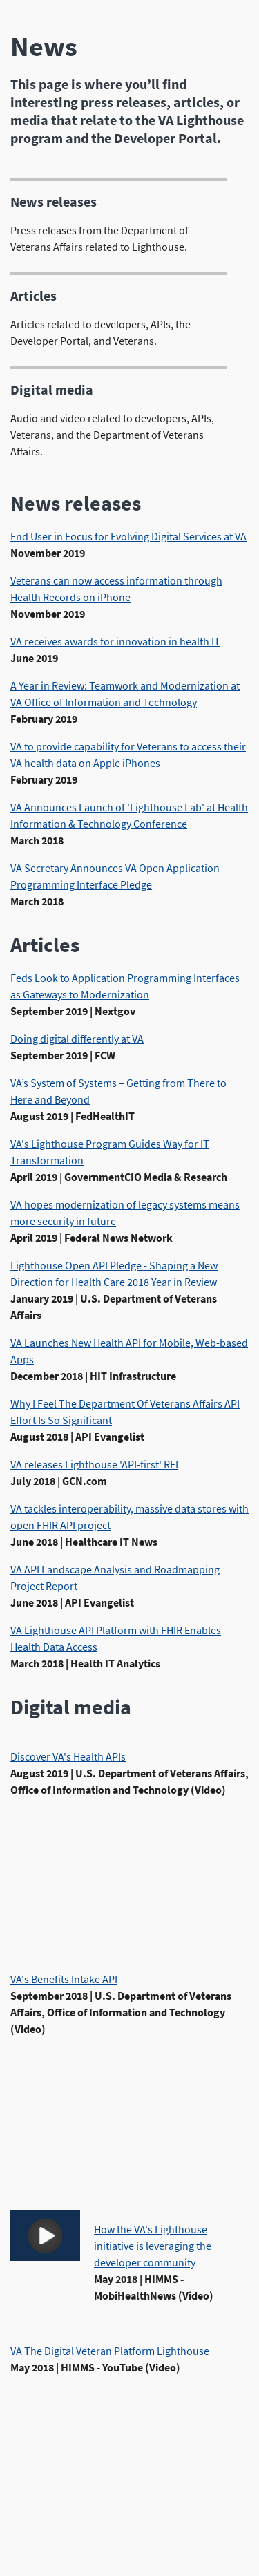 News
This page is where you’ll find
interesting press releases, articles, or
media that relate to the VA Lighthouse
program and the Developer Portal.
News releases
Press releases from the Department of
Veterans Affairs related to Lighthouse.
Articles
Articles related to developers, APIs, the
Developer Portal, and Veterans.
Digital media
Audio and video related to developers, APIs,
Veterans, and the Department of Veterans
Affairs.
News releases
End User in Focus for Evolving Digital Services at VA
November 2019
Veterans can now access information through
Health Records on iPhone
November 2019
VA receives awards for innovation in health IT
June 2019
A Year in Review: Teamwork and Modernization at
VA Office of Information and Technology
February 2019
VA to provide capability for Veterans to access their
VA health data on Apple iPhones
February 2019
VA Announces Launch of 'Lighthouse Lab' at Health
Information & Technology Conference
March 2018
VA Secretary Announces VA Open Application
Programming Interface Pledge
March 2018
Articles
Feds Look to Application Programming Interfaces
as Gateways to Modernization
September 2019 | Nextgov
Doing digital differently at VA
September 2019 | FCW
VA’s System of Systems – Getting from There to
Here and Beyond
August 2019 | FedHealthIT
VA's Lighthouse Program Guides Way for IT
Transformation
April 2019 | GovernmentCIO Media & Research
VA hopes modernization of legacy systems means
more security in future
April 2019 | Federal News Network
Lighthouse Open API Pledge - Shaping a New
Direction for Health Care 2018 Year in Review
January 2019 | U.S. Department of Veterans
Affairs
VA Launches New Health API for Mobile, Web-based
Apps
December 2018 | HIT Infrastructure
Why I Feel The Department Of Veterans Affairs API
Effort Is So Significant
August 2018 | API Evangelist
VA releases Lighthouse 'API-first' RFI
July 2018 | GCN.com
VA tackles interoperability, massive data stores with
open FHIR API project
June 2018 | Healthcare IT News
VA API Landscape Analysis and Roadmapping
Project Report
June 2018 | API Evangelist
VA Lighthouse API Platform with FHIR Enables
Health Data Access
March 2018 | Health IT Analytics
Digital media
Discover VA's Health APIs
August 2019 | U.S. Department of Veterans Affairs,
Office of Information and Technology (Video)
VA's Benefits Intake API
September 2018 | U.S. Department of Veterans
Affairs, Office of Information and Technology
(Video)
How the VA's Lighthouse
initiative is leveraging the
developer community
May 2018 | HIMMS -
MobiHealthNews (Video)
VA The Digital Veteran Platform Lighthouse
May 2018 | HIMMS - YouTube (Video)